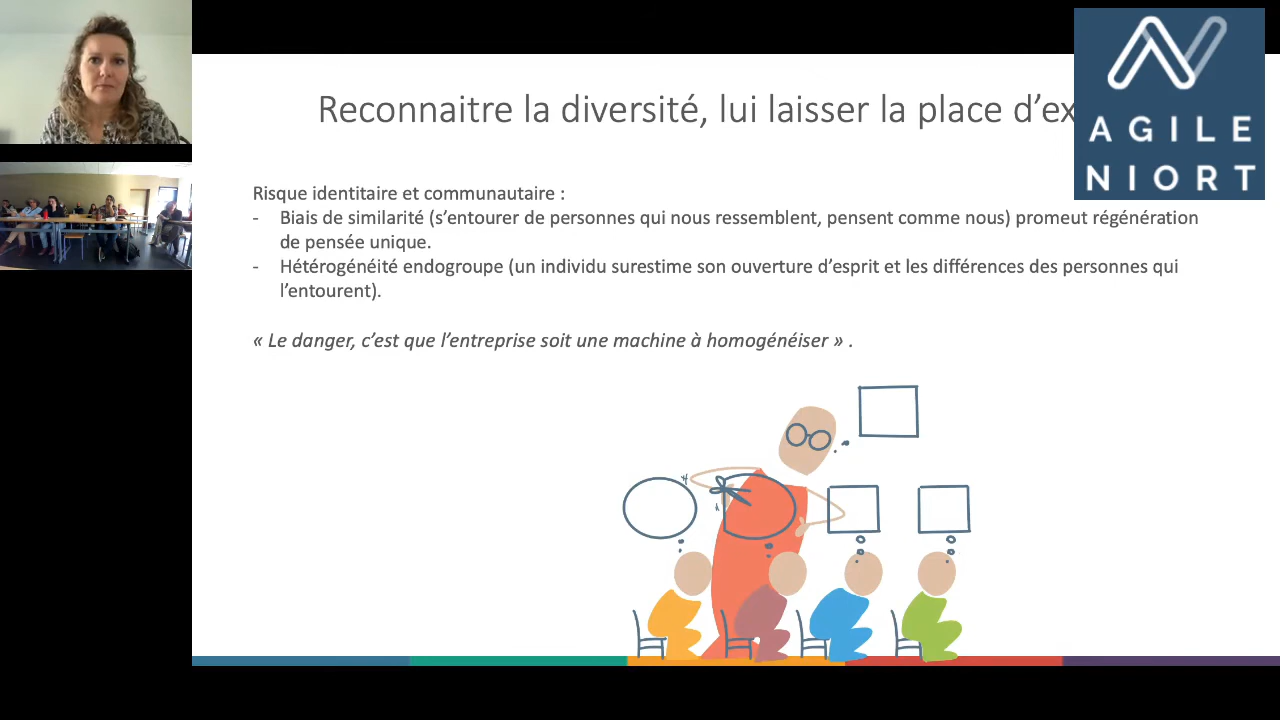 Reconnaitre la diversité, lui laisser la place d’ex
AGILE
NIORT
Risque identitaire et communautaire :
- Biais de similarité (s’entourer de personnes qui nous ressemblent, pensent comme nous) promeut régénération
de pensée unique.
- Hétérogénéité endogroupe (un individu surestime son ouverture d’esprit et les différences des personnes qui
l’entourent).
« Le danger, c’est que l’entreprise soit une machine à homogénéiser » .